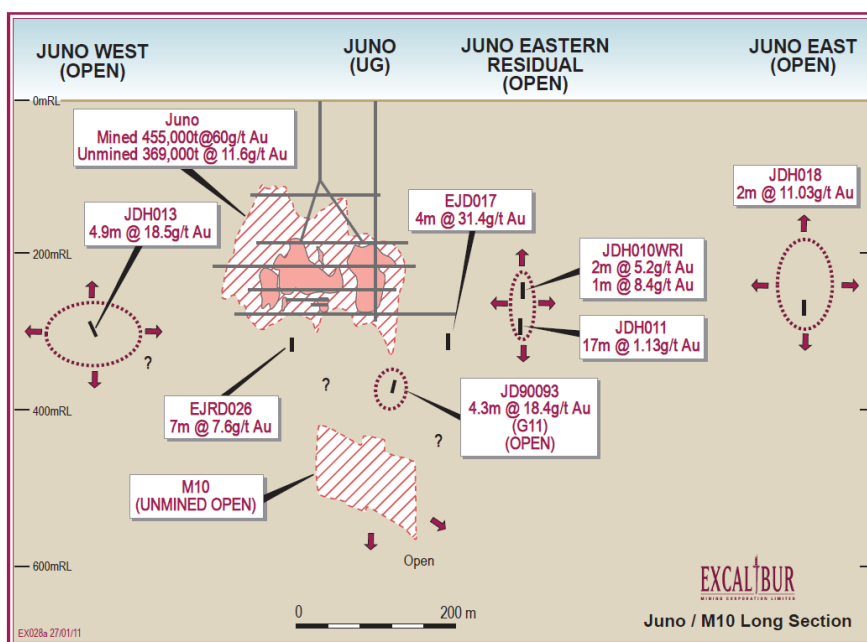 JUNO WEST
(OPEN)
JUNO
(UG)
JUNO EASTERN
RESIDUAL
(OPEN)
JUNO EAST
(OPEN)
0mRL
Juno
Mined 455,000t@60g/t Au
Unmined 369,000t @ 11.6g/t Au
JDH013
4.9m @ 18.5g/t Au
EJD017
4m @ 31.4g/t Au
JDH018
2m @ 11.03g/t Au
200mRL
JDH010WRI
2m @ 5.2g/t Au
1m @ 8.4g/t Au
JDH011
17m @ 1.13g/t Au
?
?
EJRD026
7m @ 7.6g/t Au
JD90093
4.3m @ 18.4g/t Au
(G11)
(OPEN)
400mRL
?
M10
(UNMINED OPEN)
Open
600mRL
EXCALIBUR
MINING CORPORATION LIMITED
0
200 m
Juno / M10 Long Section
EX028a 27/01/11